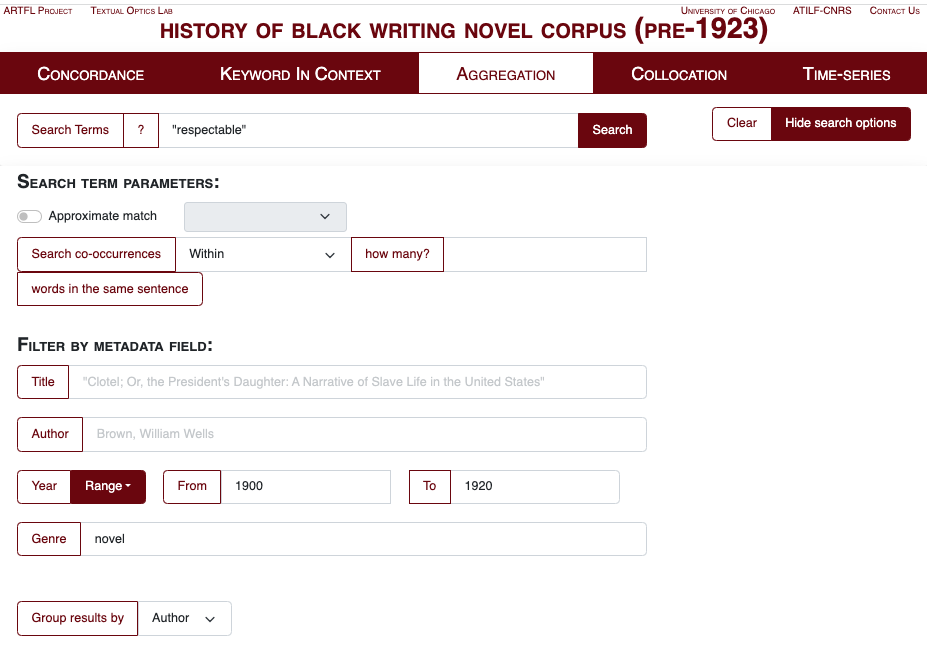 ARTFL Project Textual Optics Lab University of Chicago ATILF-CNRS Contact Us
History of Black Writing Novel Corpus (pre-1923)
Concordance Keyword In Context Aggregation Collocation Time-series
Search Terms ? "respectable" Search Clear Hide search options
Search term parameters:
Approximate match
Search co-occurrences Within how many?
words in the same sentence
Filter by metadata field:
Title "Clotel; Or, the President's Daughter: A Narrative of Slave Life in the United States"
Author Brown, William Wells
Year Range From 1900 To 1920
Genre novel
Group results by Author